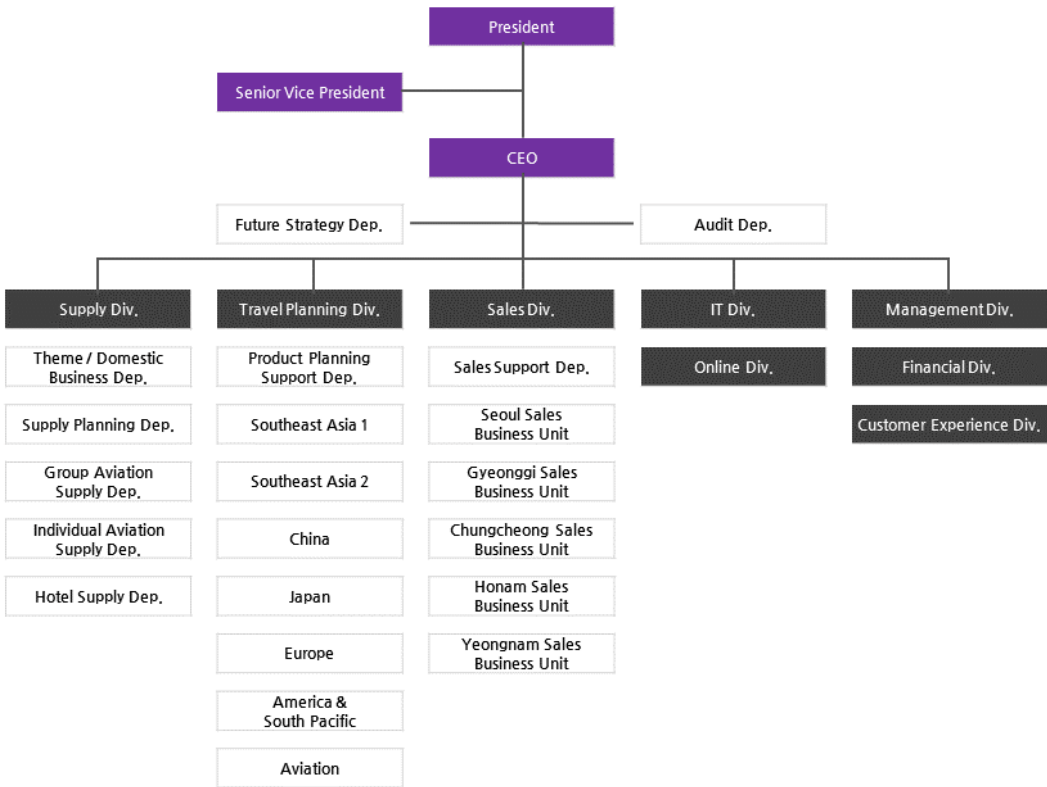 President
Senior Vice President
CEO
Future Strategy Dep.
Audit Dep.
Supply Div.
Theme / Domestic
Business Dep.
Supply Planning Dep.
Group Aviation
Supply Dep.
Individual Aviation
Supply Dep.
Hotel Supply Dep.
Travel Planning Div.
Product Planning
Support Dep.
Southeast Asia 1
Southeast Asia 2
China
Japan
Europe
America &
South Pacific
Aviation
Sales Div.
Sales Support Dep.
Seoul Sales
Business Unit
Gyeonggi Sales
Business Unit
Chungcheong Sales
Business Unit
Honam Sales
Business Unit
Yeongnam Sales
Business Unit
IT Div.
Online Div.
Management Div.
Financial Div.
Customer Experience Div.